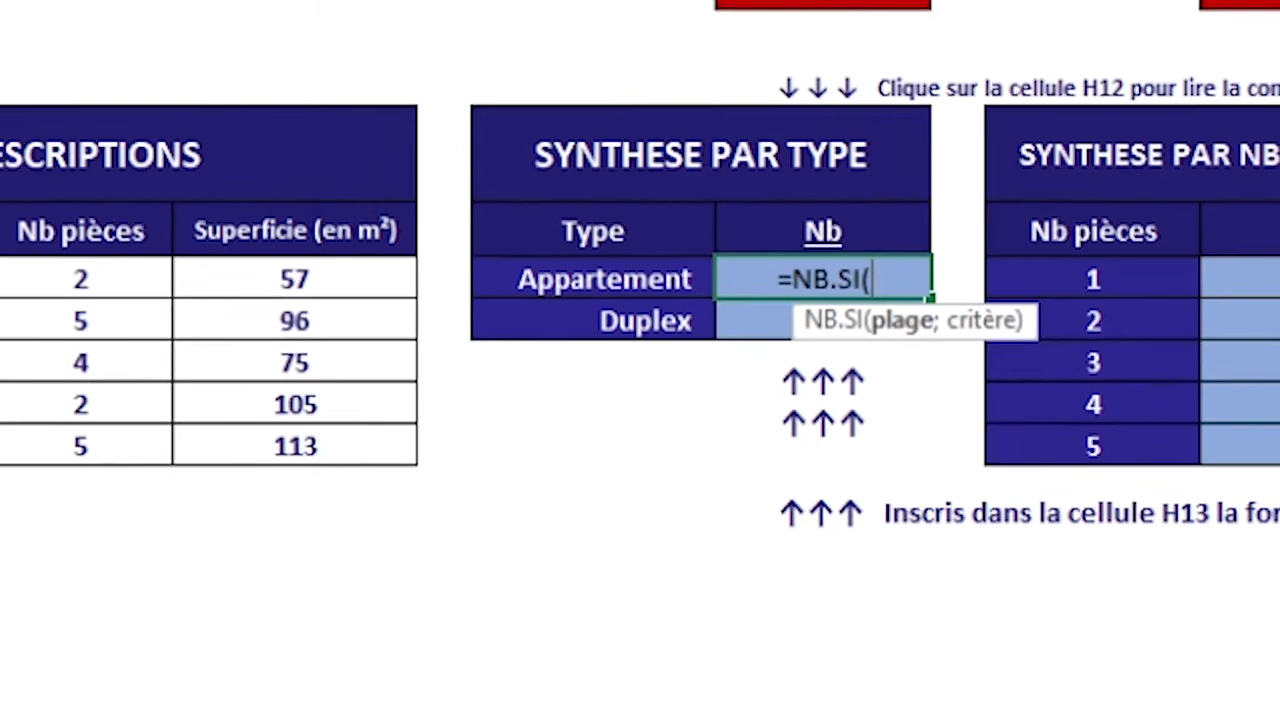 ↓ ↓ ↓ Clique sur la cellule H12 pour lire la
ESCRIPTIONS
SYNTHESE PAR TYPE
SYNTHESE PAR NB
Nb pièces
Superficie (en m²)
Type
Nb
Nb pièces
2
57
Appartement
=NB.SI(
1
5
96
Duplex
NB.SI(plage; critère)
2
4
75
↑↑↑
3
2
105
↑↑↑
4
5
113
5
↑↑↑ Inscris dans la cellule H13 la